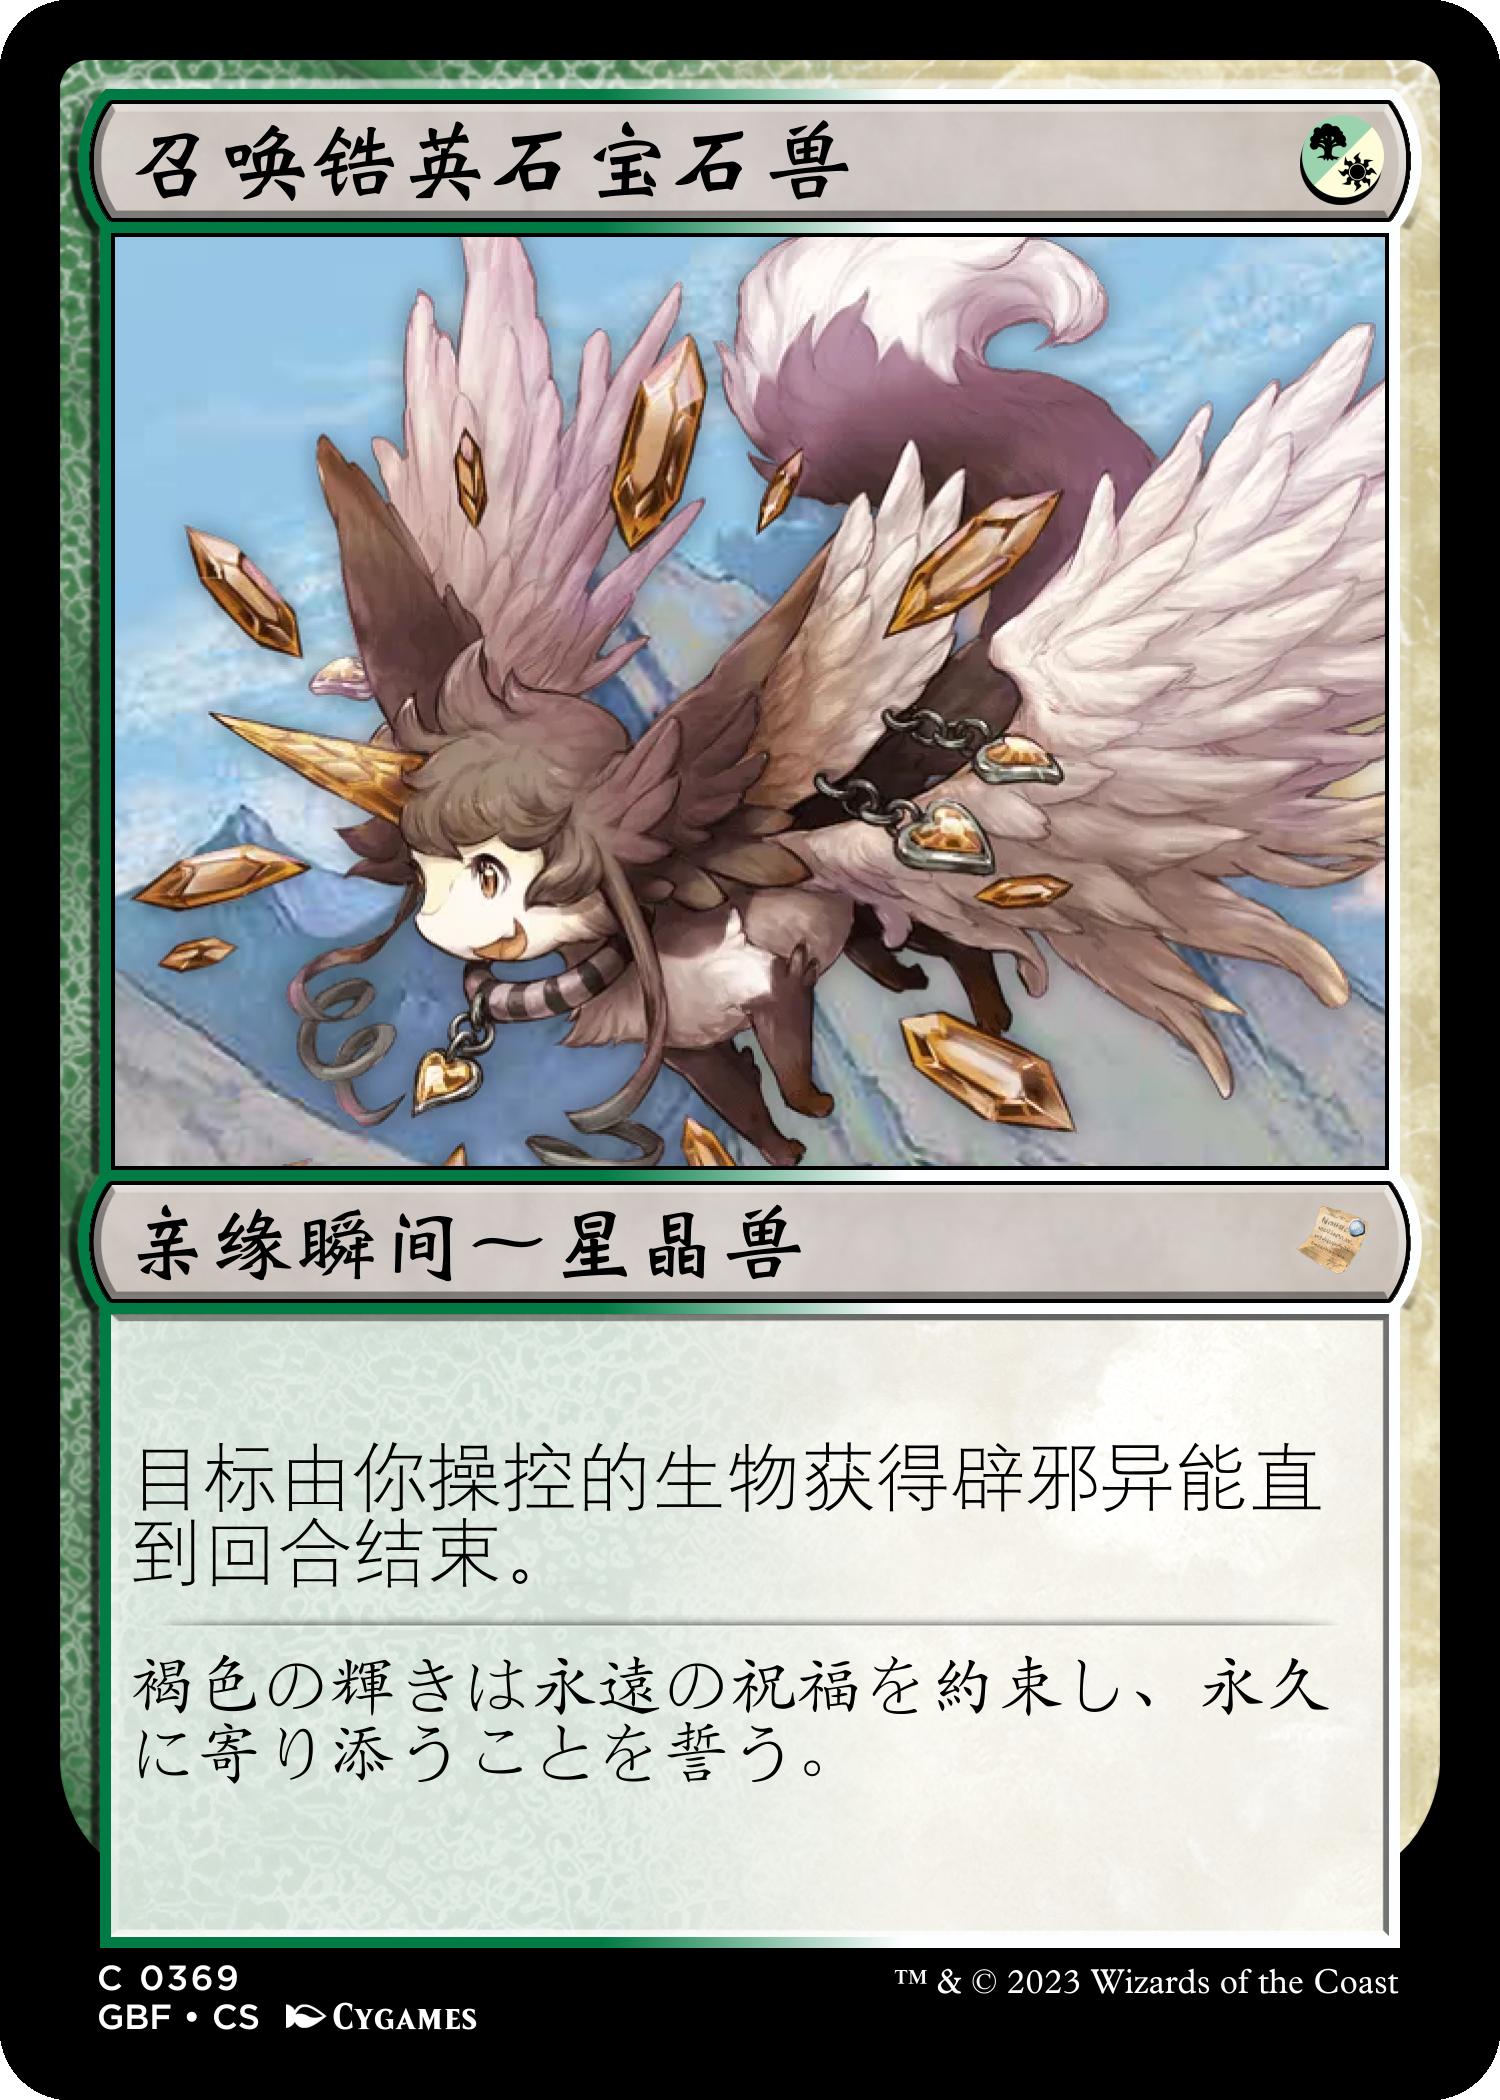 召唤锆英石宝石兽
亲缘瞬间～星晶兽
目标由你操控的生物获得辟邪异能直
到回合结束。
褐色の輝きは永遠の祝福を約束し、永久
に寄り添うことを誓う。
C 0369
GBF • CS CYGAMES
™ & © 2023 Wizards of the Coast